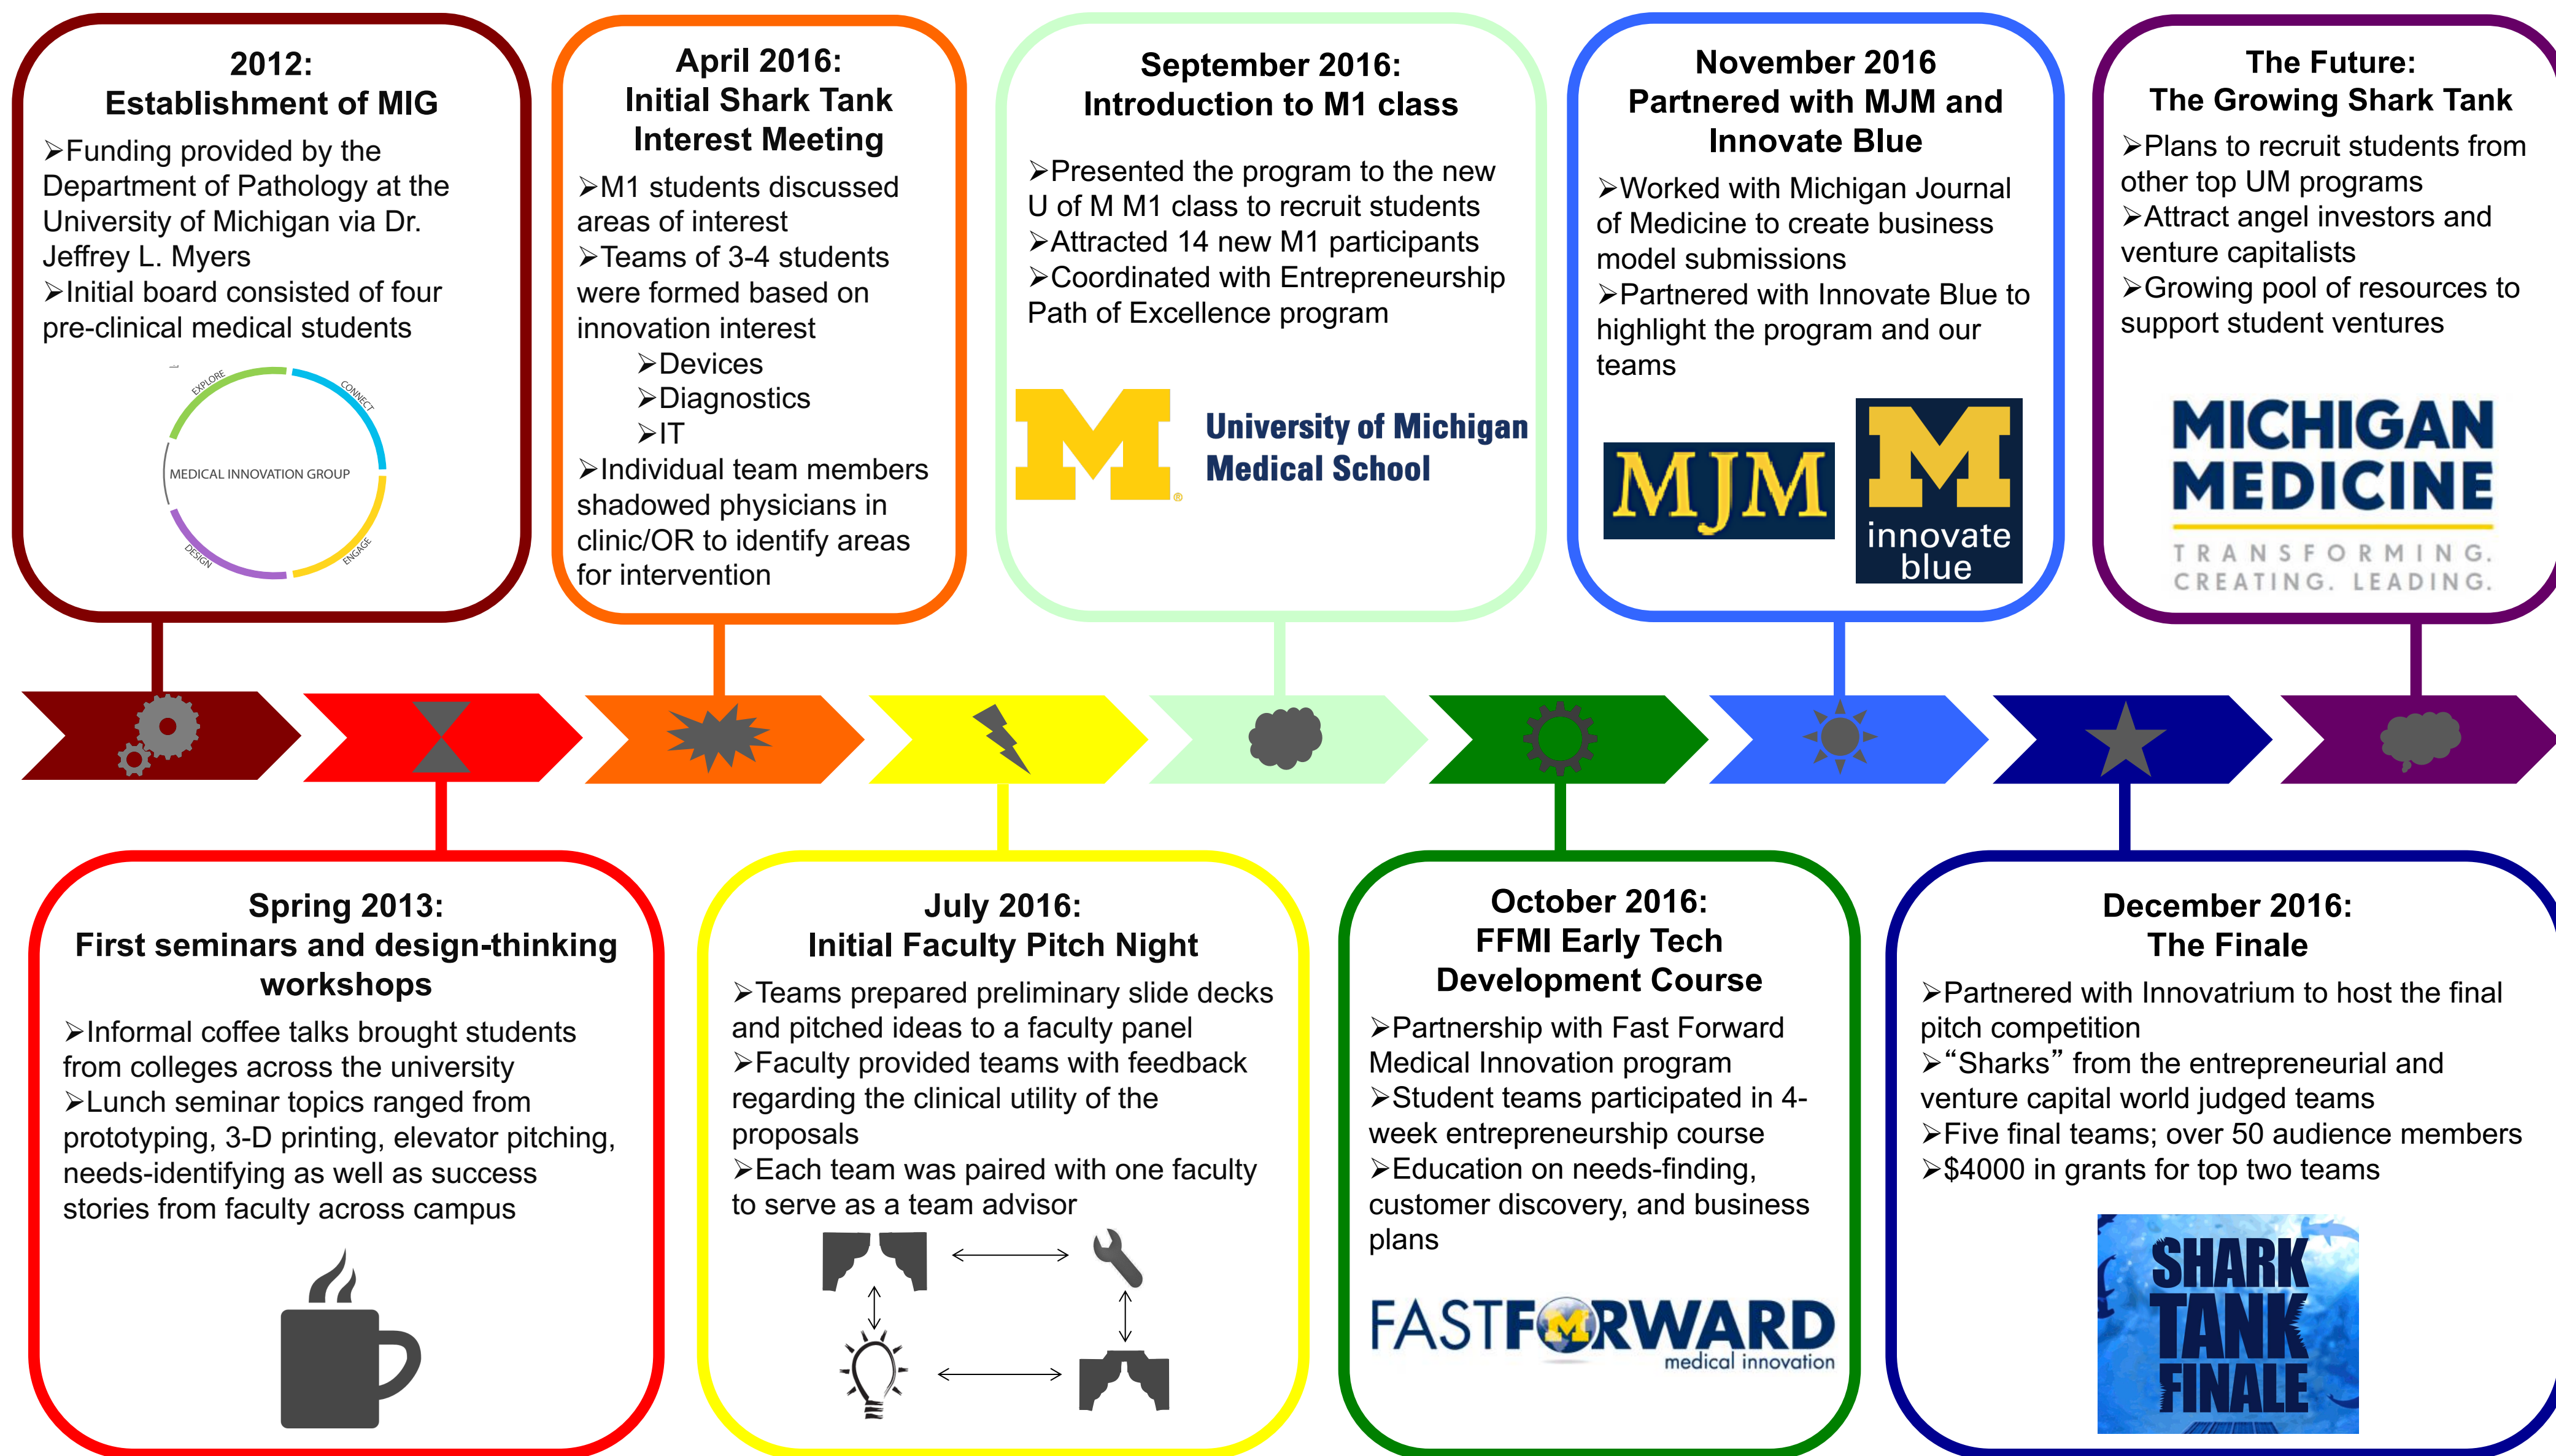 2012:
Establishment of MIG
➢Funding provided by the
Department of Pathology at the
University of Michigan via Dr.
Jeffrey L. Myers
➢Initial board consisted of four
pre-clinical medical students
EXPLORE
CONNECT
MEDICAL INNOVATION GROUP
DESIGN
ENGAGE
Spring 2013:
First seminars and design-thinking
workshops
➢Informal coffee talks brought students
from colleges across the university
➢Lunch seminar topics ranged from
prototyping, 3-D printing, elevator pitching,
needs-identifying as well as success
stories from faculty across campus
April 2016:
Initial Shark Tank
Interest Meeting
➢M1 students discussed
areas of interest
➢Teams of 3-4 students
were formed based on
innovation interest
➢Devices
➢Diagnostics
➢IT
➢Individual team members
shadowed physicians in
clinic/OR to identify areas
for intervention
July 2016:
Initial Faculty Pitch Night
➢Teams prepared preliminary slide decks
and pitched ideas to a faculty panel
➢Faculty provided teams with feedback
regarding the clinical utility of the
proposals
➢Each team was paired with one faculty
to serve as a team advisor
September 2016:
Introduction to M1 class
➢Presented the program to the new
U of M M1 class to recruit students
➢Attracted 14 new M1 participants
➢Coordinated with Entrepreneurship
Path of Excellence program
M®
University of Michigan
Medical School
October 2016:
FFMI Early Tech
Development Course
➢Partnership with Fast Forward
Medical Innovation program
➢Student teams participated in 4-
week entrepreneurship course
➢Education on needs-finding,
customer discovery, and business
plans
FASTFORWARD
medical innovation
November 2016
Partnered with MJM and
Innovate Blue
➢Worked with Michigan Journal
of Medicine to create business
model submissions
➢Partnered with Innovate Blue to
highlight the program and our
teams
MJM
M
innovate
blue
December 2016:
The Finale
➢Partnered with Innovatrium to host the final
pitch competition
➢“Sharks” from the entrepreneurial and
venture capital world judged teams
➢Five final teams; over 50 audience members
➢$4000 in grants for top two teams
SHARK
TANK
FINALE
The Future:
The Growing Shark Tank
➢Plans to recruit students from
other top UM programs
➢Attract angel investors and
venture capitalists
➢Growing pool of resources to
support student ventures
MICHIGAN
MEDICINE
TRANSFORMING.
CREATING. LEADING.